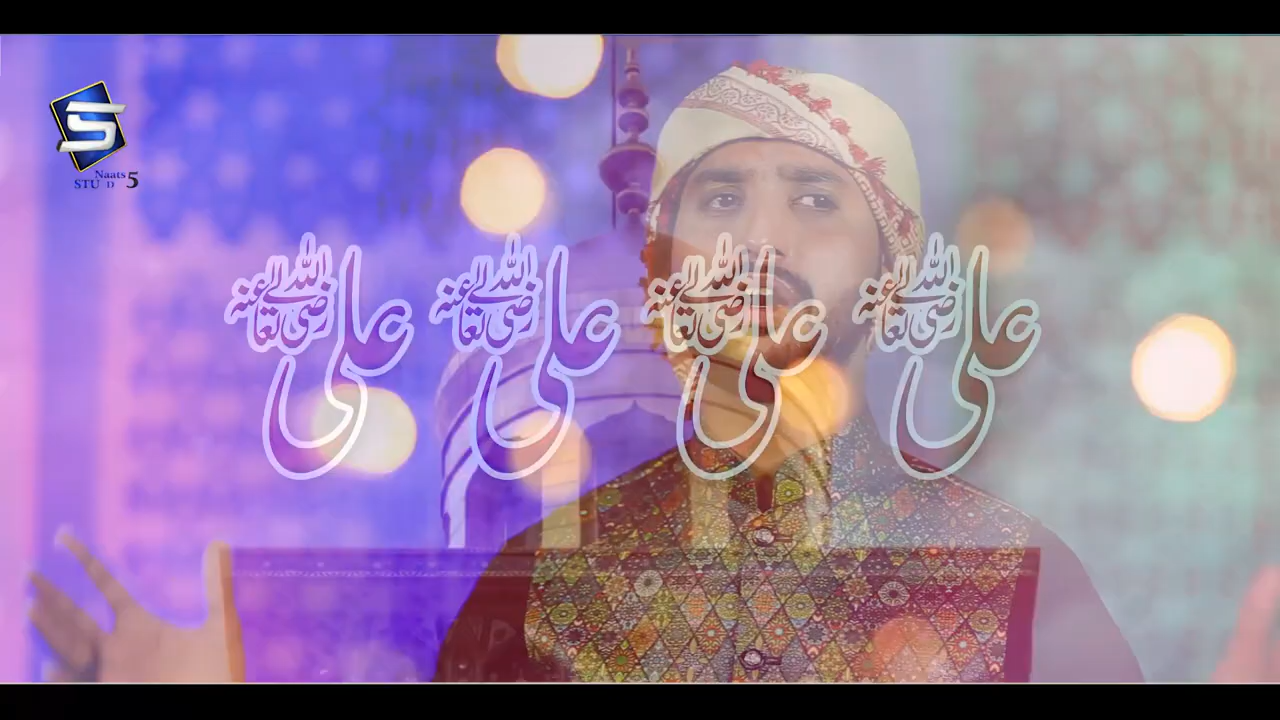 S
Naats
STUD 5
علی رضی اللہ تعالیٰ عنہ علی رضی اللہ تعالیٰ عنہ علی رضی اللہ تعالیٰ عنہ علی رضی اللہ تعالیٰ عنہ